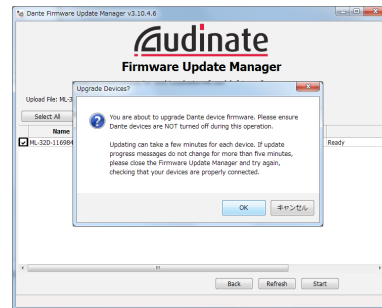 Dante Firmware Update Manager v3.10.4.6
Audinate
Firmware Update Manager
Upgrade Devices?
Upload File: ML-3
You are about to upgrade Dante device firmware. Please ensure
Dante devices are NOT turned off during this operation.
Updating can take a few minutes for each device. If update
progress messages do not change for more than five minutes,
please close the Firmware Update Manager and try again,
checking that your devices are properly connected.
Select All
Name
ML-32D-116984
Ready
OK
キャンセル
Back
Refresh
Start